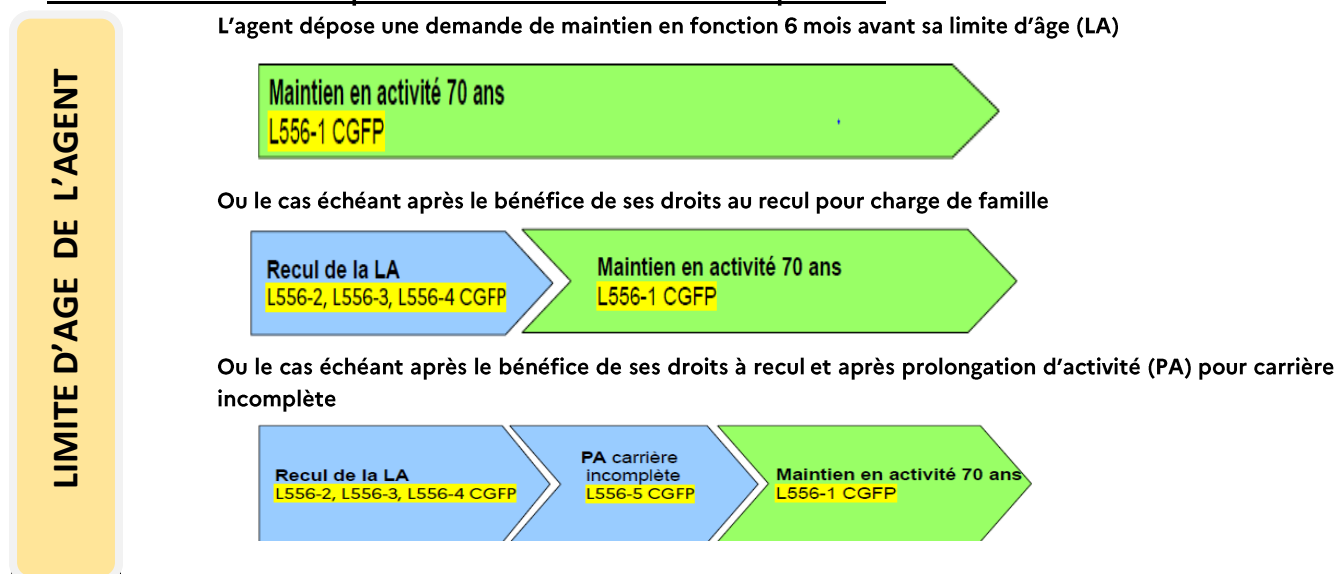 L'agent dépose une demande de maintien en fonction 6 mois avant sa limite d'âge (LA)
LIMITE D'AGE DE L'AGENT
Maintien en activité 70 ans
L556-1 CGFP
Ou le cas échéant après le bénéfice de ses droits au recul pour charge de famille
Recul de la LA
L556-2, L556-3, L556-4 CGFP
Maintien en activité 70 ans
L556-1 CGFP
Ou le cas échéant après le bénéfice de ses droits à recul et après prolongation d'activité (PA) pour carrière
incomplète
Recul de la LA
L556-2, L556-3, L556-4 CGFP
PA carrière
incomplète
L556-5 CGFP
Maintien en activité 70 ans
L556-1 CGFP